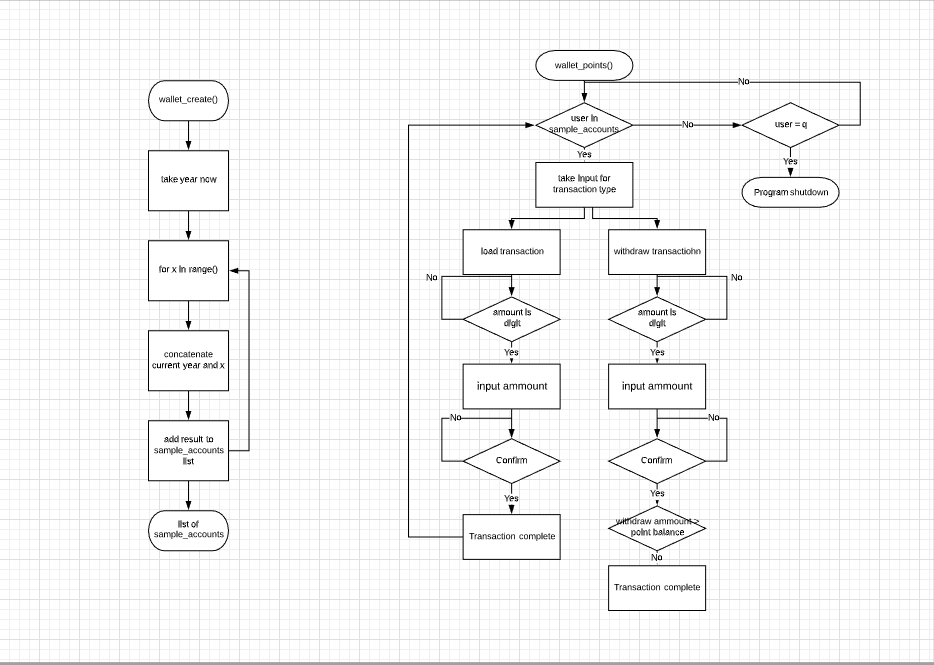 wallet_create()
take year now
for x in range()
concatenate
current year and x
add result to
sample_accounts
list
list of
sample_accounts
wallet_points()
No
user in
sample_accounts
No
user = q
Yes
Yes
Program shutdown
take input for
transaction type
load transaction
withdraw transactiohn
No
No
amount is
digit
amount is
digit
Yes
Yes
input ammount
input ammount
No
No
Confirm
Confirm
Yes
Yes
withdraw ammount >
point balance
Transaction complete
No
Transaction complete